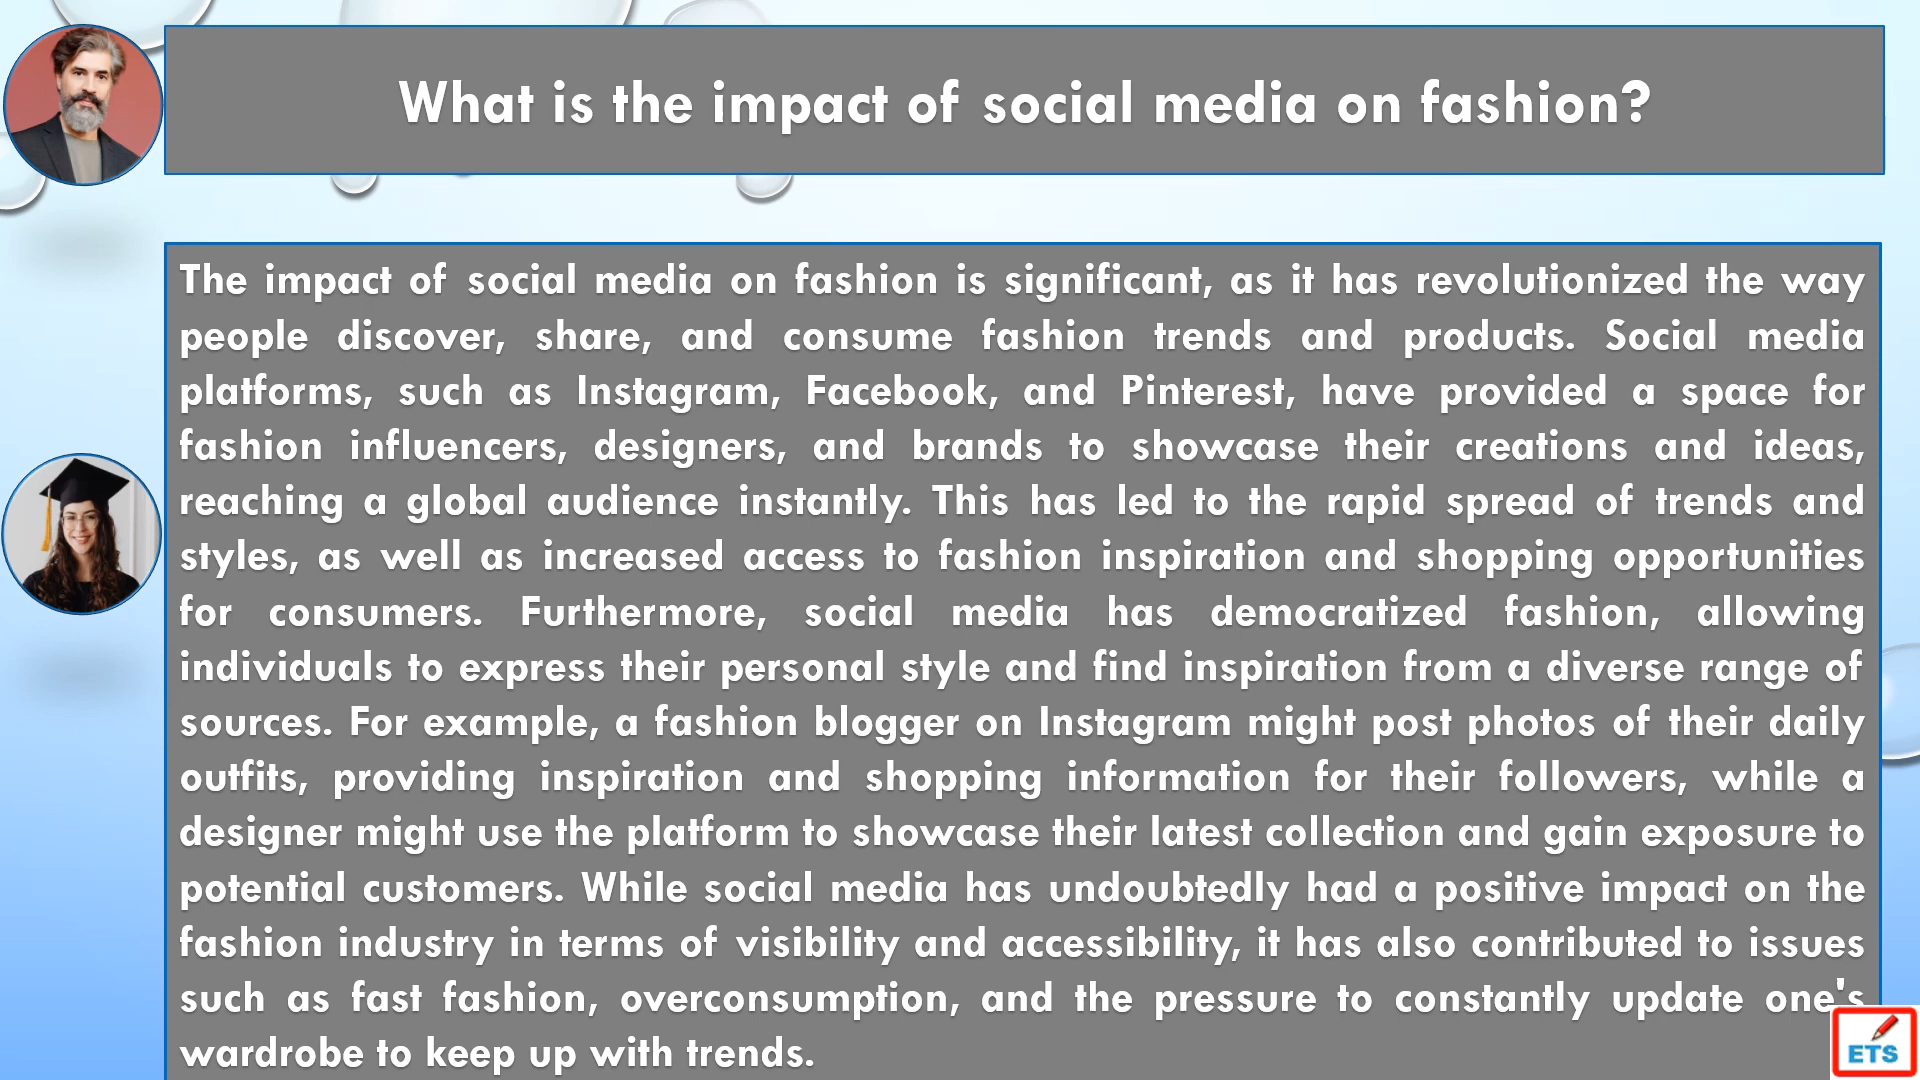 What is the impact of social media on fashion?
The impact of social media on fashion is significant, as it has revolutionized the way
people discover, share, and consume fashion trends and products. Social media
platforms, such as Instagram, Facebook, and Pinterest, have provided a space for
fashion influencers, designers, and brands to showcase their creations and ideas,
reaching a global audience instantly. This has led to the rapid spread of trends and
styles, as well as increased access to fashion inspiration and shopping opportunities
for consumers. Furthermore, social media has democratized fashion, allowing
individuals to express their personal style and find inspiration from a diverse range of
sources. For example, a fashion blogger on Instagram might post photos of their daily
outfits, providing inspiration and shopping information for their followers, while a
designer might use the platform to showcase their latest collection and gain exposure to
potential customers. While social media has undoubtedly had a positive impact on the
fashion industry in terms of visibility and accessibility, it has also contributed to issues
such as fast fashion, overconsumption, and the pressure to constantly update one's
wardrobe to keep up with trends.
ETS